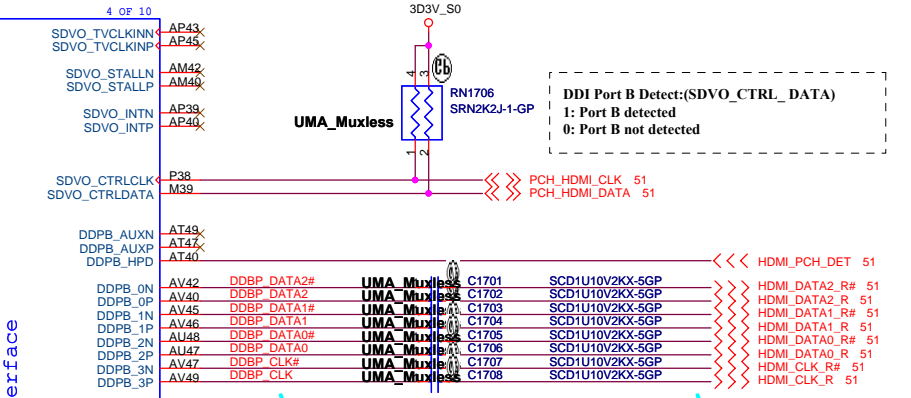 4 OF 10
3D3V_S0
SDVO_TVCLKINN AP43
SDVO_TVCLKINP AP45
SDVO_STALLN AM42
SDVO_STALLP AM40
SDVO_INTN AP39
SDVO_INTP AP40
4 3
RN1706
SRN2K2J-1-GP
UMA_Muxless
1 2
DDI Port B Detect:(SDVO_CTRL_ DATA)
1: Port B detected
0: Port B not detected
SDVO_CTRLCLK P38 PCH_HDMI_CLK 51
SDVO_CTRLDATA M39 PCH_HDMI_DATA 51
DDPB_AUXN AT49
DDPB_AUXP AT47
DDPB_HPD AT40 HDMI_PCH_DET 51
DDPB_0N AV42 DDBP_DATA2# UMA_Muxless C1701 SCD1U10V2KX-5GP HDMI_DATA2_R# 51
DDPB_0P AV40 DDBP_DATA2 C1702 SCD1U10V2KX-5GP HDMI_DATA2_R 51
DDPB_1N AV45 DDBP_DATA1# UMA_Muxless C1703 SCD1U10V2KX-5GP HDMI_DATA1_R# 51
DDPB_1P AV46 DDBP_DATA1 C1704 SCD1U10V2KX-5GP HDMI_DATA1_R 51
DDPB_2N AU48 DDBP_DATA0# UMA_Muxless C1705 SCD1U10V2KX-5GP HDMI_DATA0_R# 51
DDPB_2P AU47 DDBP_DATA0 C1706 SCD1U10V2KX-5GP HDMI_DATA0_R 51
DDPB_3N AV47 DDBP_CLK# C1707 SCD1U10V2KX-5GP HDMI_CLK_R# 51
DDPB_3P AV49 DDBP_CLK UMA_Muxless C1708 SCD1U10V2KX-5GP HDMI_CLK_R 51
erface